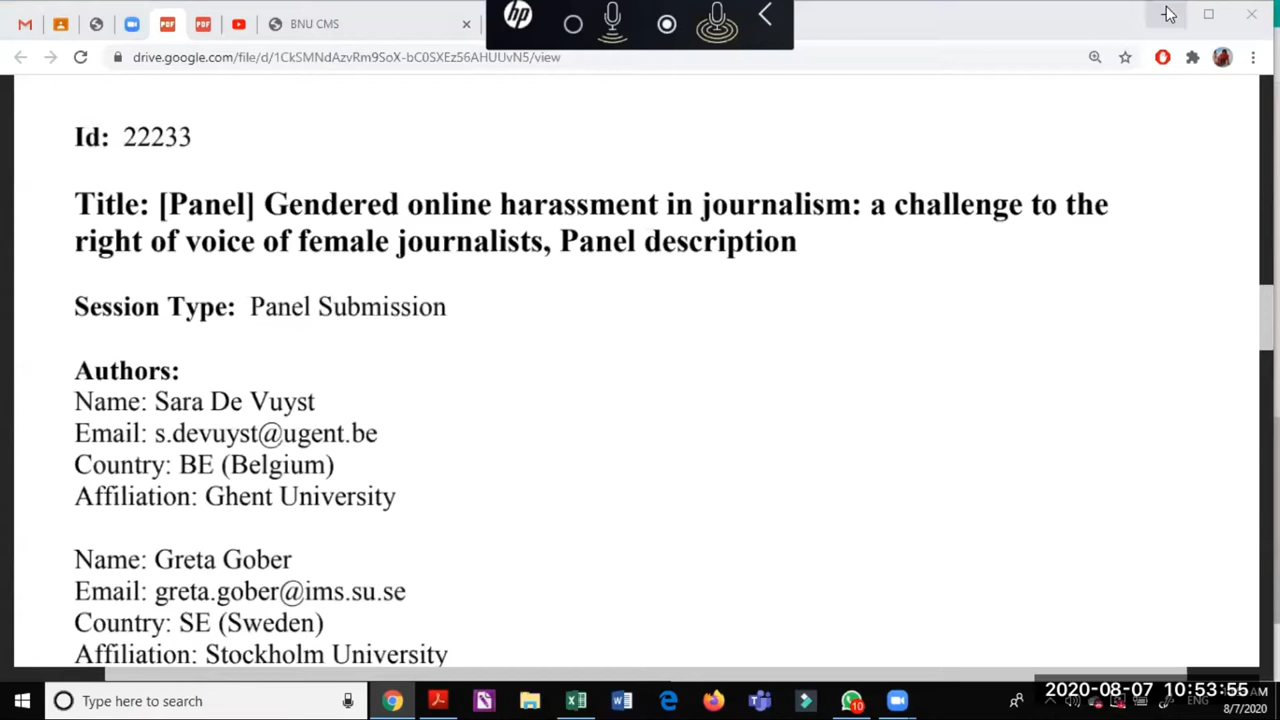 BNU CMS
hp
drive.google.com/file/d/1CkSMNdAzvRm9SoX-bC0SXEz56AHUUvN5/view
Id: 22233
Title: [Panel] Gendered online harassment in journalism: a challenge to the
right of voice of female journalists, Panel description
Session Type: Panel Submission
Authors:
Name: Sara De Vuyst
Email: s.devuyst@ugent.be
Country: BE (Belgium)
Affiliation: Ghent University
Name: Greta Gober
Email: greta.gober@ims.su.se
Country: SE (Sweden)
Affiliation: Stockholm University
Type here to search
10
2020-08-07 10:53:55 AM
ENG
8/7/2020